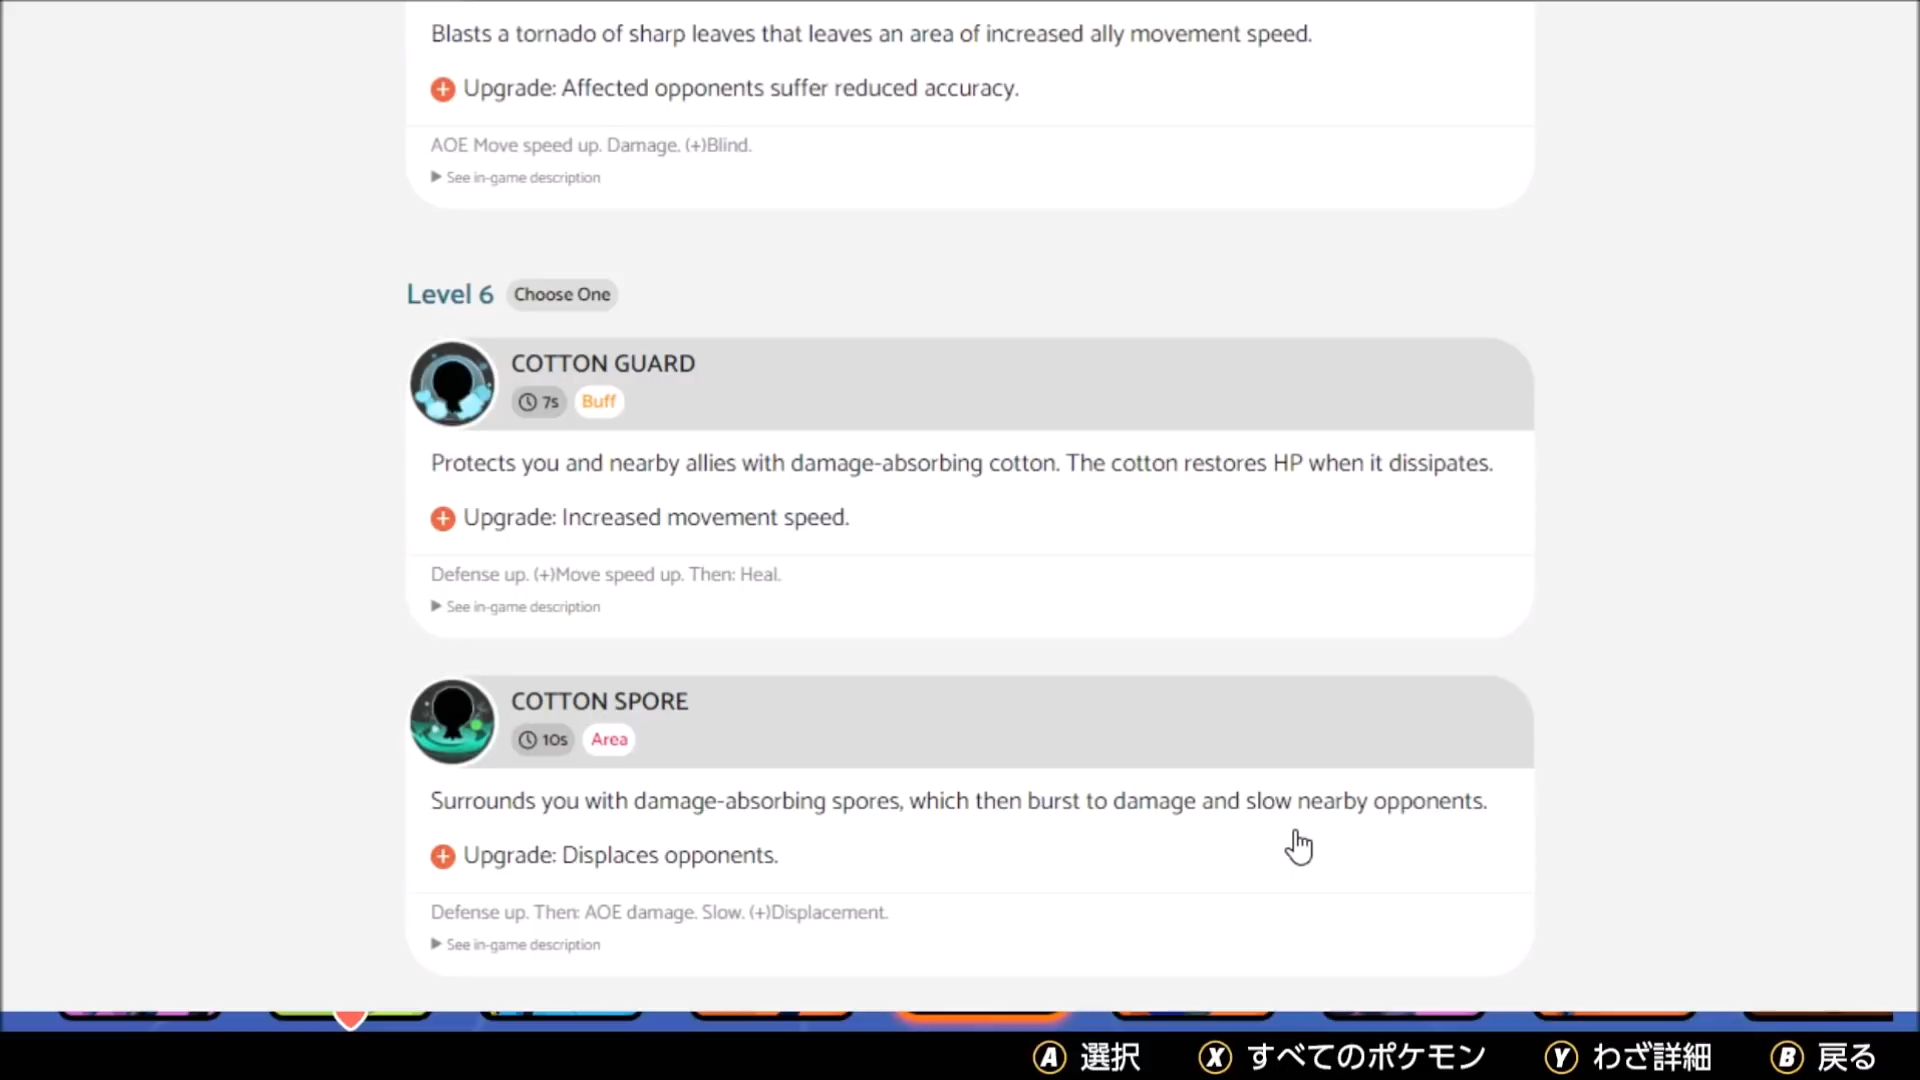 Blasts a tornado of sharp leaves that leaves an area of increased ally movement speed.
Upgrade: Affected opponents suffer reduced accuracy.
AOE Move speed up. Damage. (+)Blind.
See in-game description
Level 6 Choose One
COTTON GUARD
7s Buff
Protects you and nearby allies with damage-absorbing cotton. The cotton restores HP when it dissipates.
Upgrade: Increased movement speed.
Defense up. (+)Move speed up. Then: Heal.
See in-game description
COTTON SPORE
10s Area
Surrounds you with damage-absorbing spores, which then burst to damage and slow nearby opponents.
Upgrade: Displaces opponents.
Defense up. Then: AOE damage. Slow. (+)Displacement.
See in-game description
A 選択 X すべてのポケモン Y わざ詳細 B 戻る